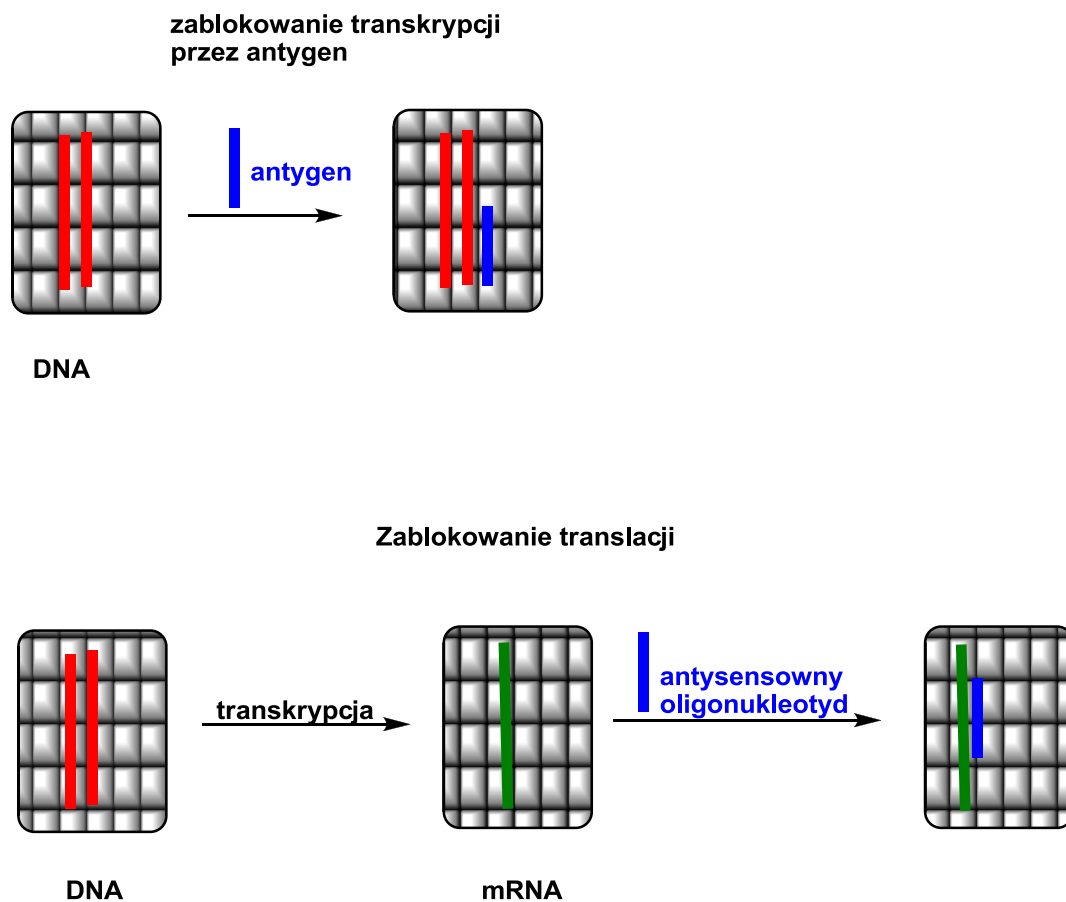 zablokowanie transkrypcji
przez antygen
antygen
DNA
Zablokowanie translacji
transkrypcja
antysensowny
oligonukleotyd
DNA
mRNA